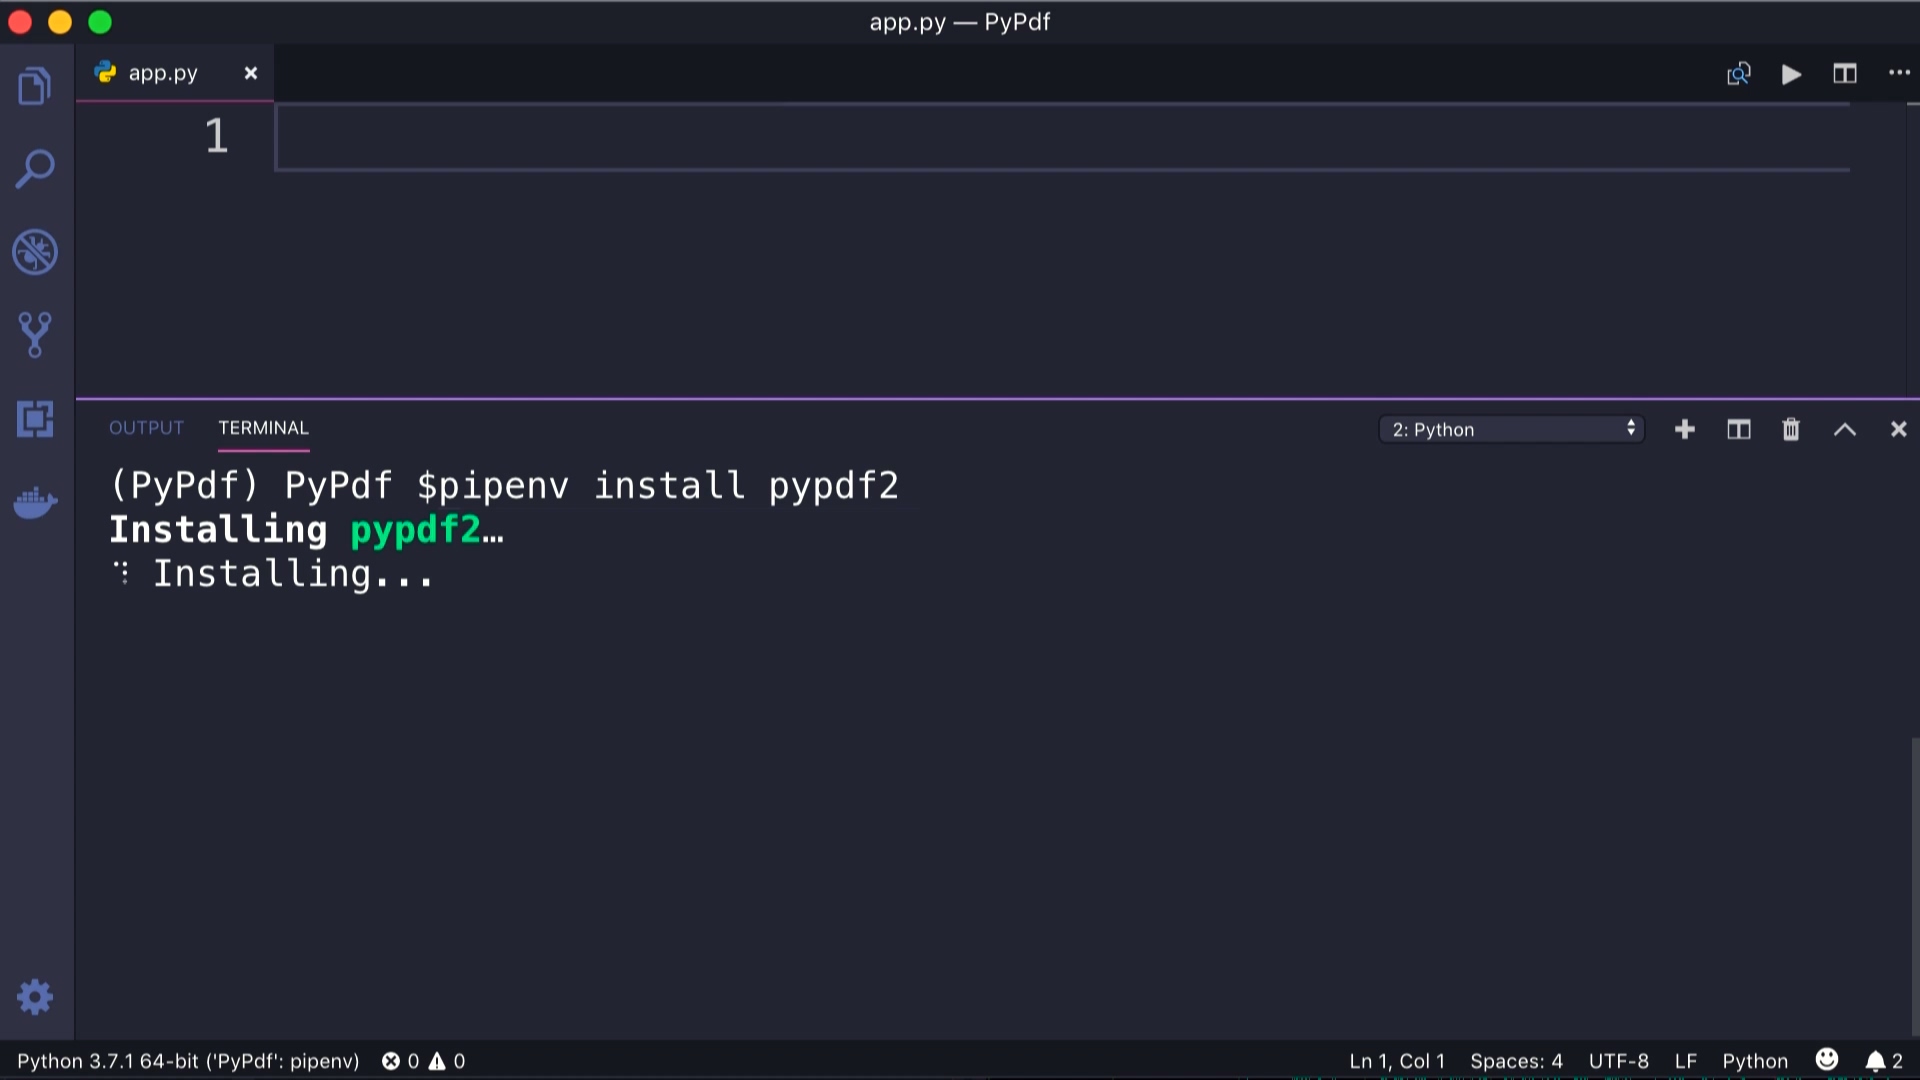 app.py — PyPdf
app.py
1
OUTPUT TERMINAL 2: Python
(PyPdf) PyPdf $pipenv install pypdf2
Installing pypdf2…
Installing...
Python 3.7.1 64-bit ('PyPdf': pipenv) 0 0 Ln 1, Col 1 Spaces: 4 UTF-8 LF Python 2